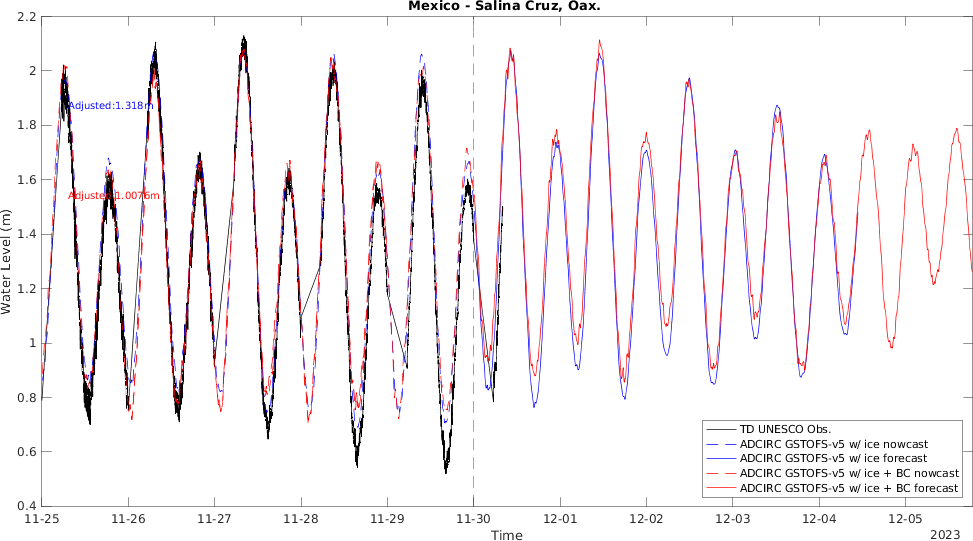 Mexico - Salina Cruz, Oax.
2.2
2
1.8
1.6
1.4
1.2
1
0.8
0.6
0.4
Water Level (m)
Adjusted:1.318m
Adjusted:1.0076m
TD UNESCO Obs.
ADCIRC GSTOFS-v5 w/ ice nowcast
ADCIRC GSTOFS-v5 w/ ice forecast
ADCIRC GSTOFS-v5 w/ ice + BC nowcast
ADCIRC GSTOFS-v5 w/ ice + BC forecast
11-25 11-26 11-27 11-28 11-29 11-30 12-01 12-02 12-03 12-04 12-05
Time
2023